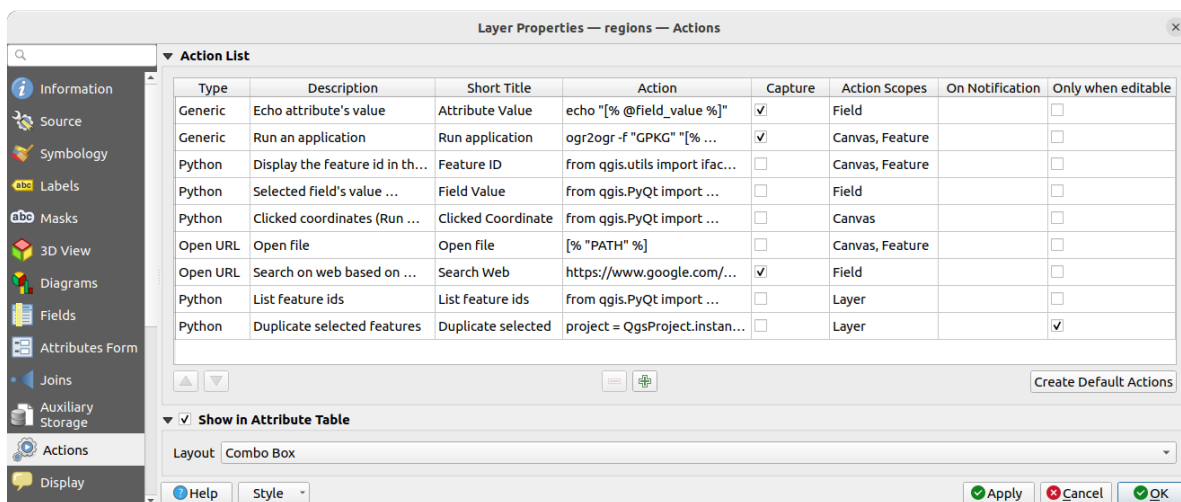 Layer Properties — regions — Actions
Information
Source
Symbology
abc Labels
abc Masks
3D View
Diagrams
Fields
Attributes Form
Joins
Auxiliary
Storage
Actions
Display
Action List
Type Description Short Title Action Capture Action Scopes On Notification Only when editable
Generic Echo attribute's value Attribute Value echo "[% @field_value %]" Field
Generic Run an application Run application ogr2ogr -f "GPKG" "[% ... Canvas, Feature
Python Display the feature id in th... Feature ID from qgis.utils import ifac... Canvas, Feature
Python Selected field's value ... Field Value from qgis.PyQt import ... Field
Python Clicked coordinates (Run ... Clicked Coordinate from qgis.PyQt import ... Canvas
Open URL Open file Open file [% "PATH" %] Canvas, Feature
Open URL Search on web based on ... Search Web https://www.google.com/... Field
Python List feature ids List feature ids from qgis.PyQt import ... Layer
Python Duplicate selected features Duplicate selected project = QgsProject.instan... Layer
Create Default Actions
Show in Attribute Table
Layout Combo Box
Help Style Apply Cancel OK